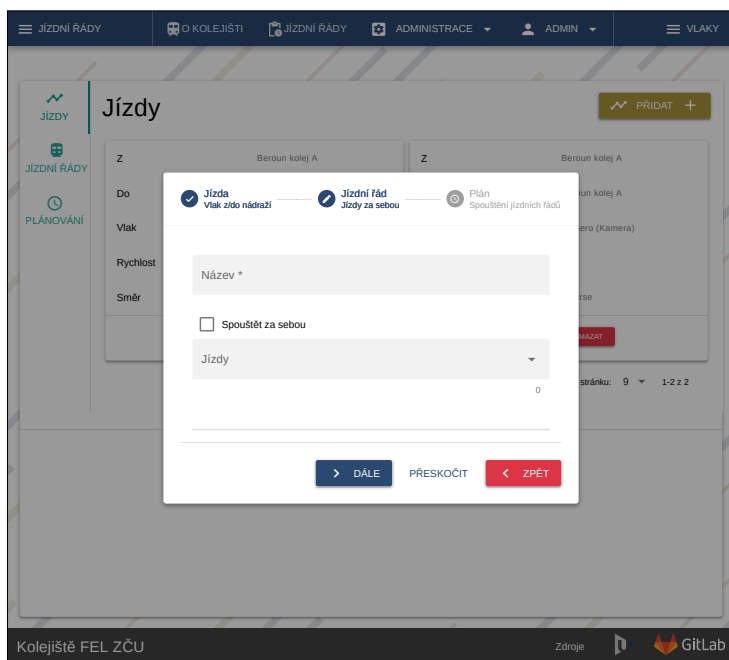 JÍZDNÍ ŘÁDY
O KOLEJIŠTI
JÍZDNÍ ŘÁDY
ADMINISTRACE
ADMIN
VLAKY
JÍZDY
JÍZDNÍ ŘÁDY
PLÁNOVÁNÍ
Jízdy
PŘIDAT
Z Beroun kolej A
Z Beroun kolej A
Do
Vlak
Rychlost
Směr
kolej A
(Kamera)
stránku: 9 1-2 z 2
Jízda
Vlak z/do nádraží
Jízdní řád
Jízdy za sebou
Plán
Spouštění jízdních řádů
Název *
Spouštět za sebou
Jízdy
0
DÁLE
PŘESKOČIT
ZPĚT
Kolejiště FEL ZČU
Zdroje
GitLab